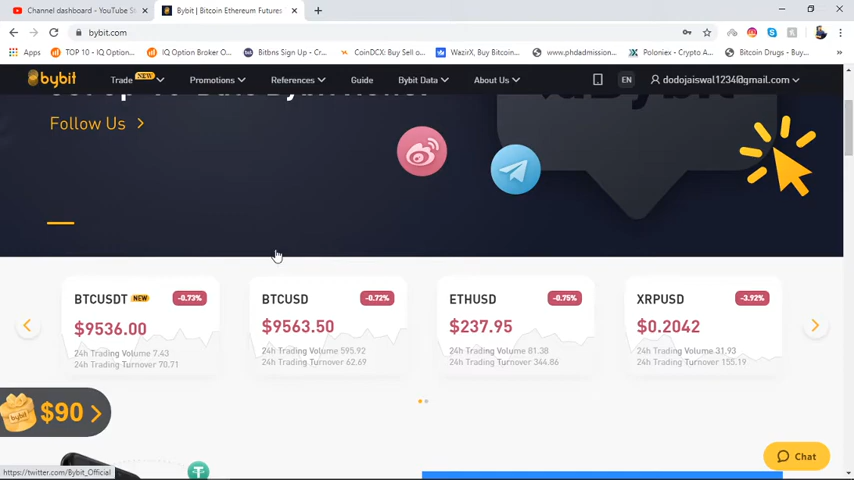 Channel dashboard - YouTube St
Bybit | Bitcoin Ethereum Futures
bybit.com
Apps
TOP 10 - IQ Option...
IQ Option Broker O...
Bitbns Sign Up - Cr...
CoinDCX: Buy Sell o...
WazirX, Buy Bitcoin...
www.phdadmission...
Poloniex - Crypto A...
Bitcoin Drugs - Buy...
bybit
Trade NEW
Promotions
References
Guide
Bybit Data
About Us
EN
dodojaiswal1234@gmail.com
Follow Us
BTCUSDT NEW -0.73%
$9536.00
24h Trading Volume 7.43
24h Trading Turnover 70.71
BTCUSD -0.72%
$9563.50
24h Trading Volume 595.92
24h Trading Turnover 62.69
ETHUSD -0.75%
$237.95
24h Trading Volume 81.38
24h Trading Turnover 344.86
XRPUSD -3.92%
$0.2042
24h Trading Volume 31.93
24h Trading Turnover 155.19
bybit
$90
Chat
https://twitter.com/Bybit_Official